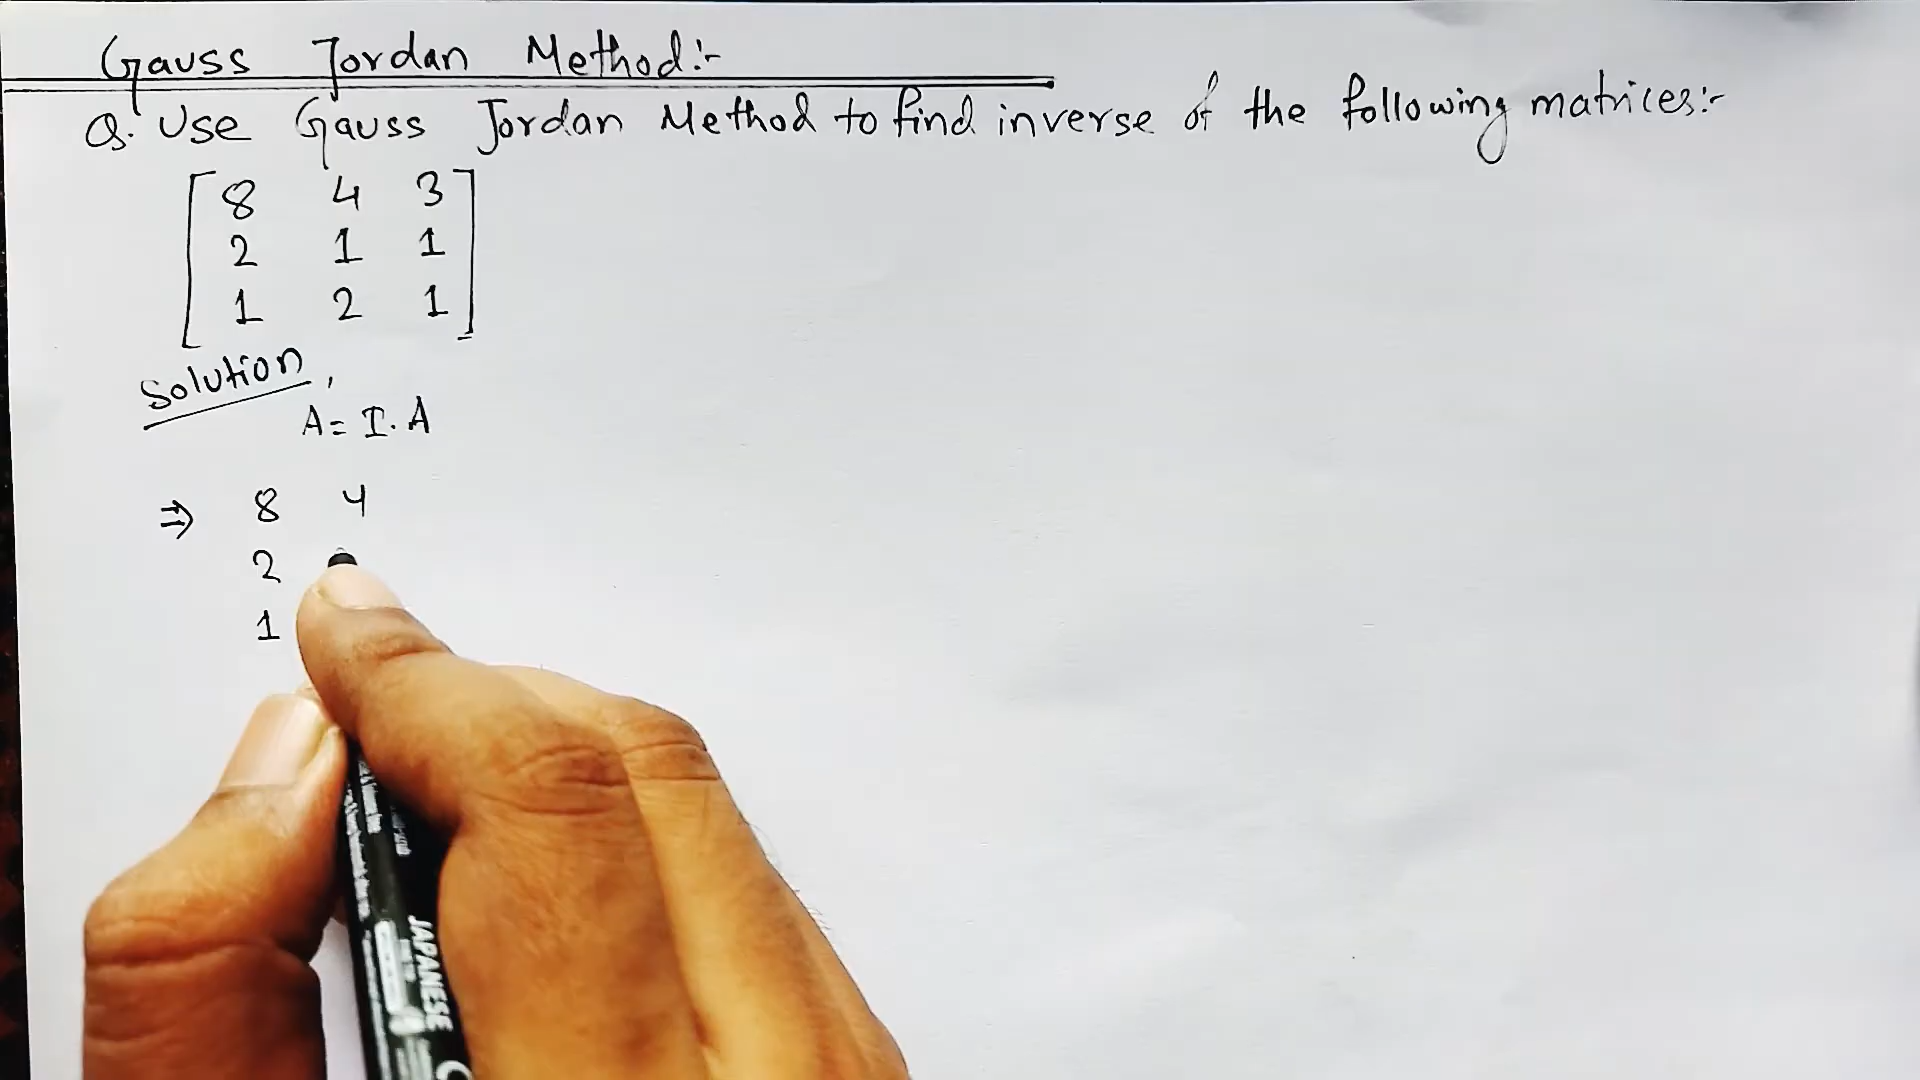 Gauss Jordan Method:-
Q. Use Gauss Jordan Method to find inverse of the following matrices:-
8 4 3
2 1 1
1 2 1
Solution,
A = I. A
⇒ 8 4
2
1
JAPANESE